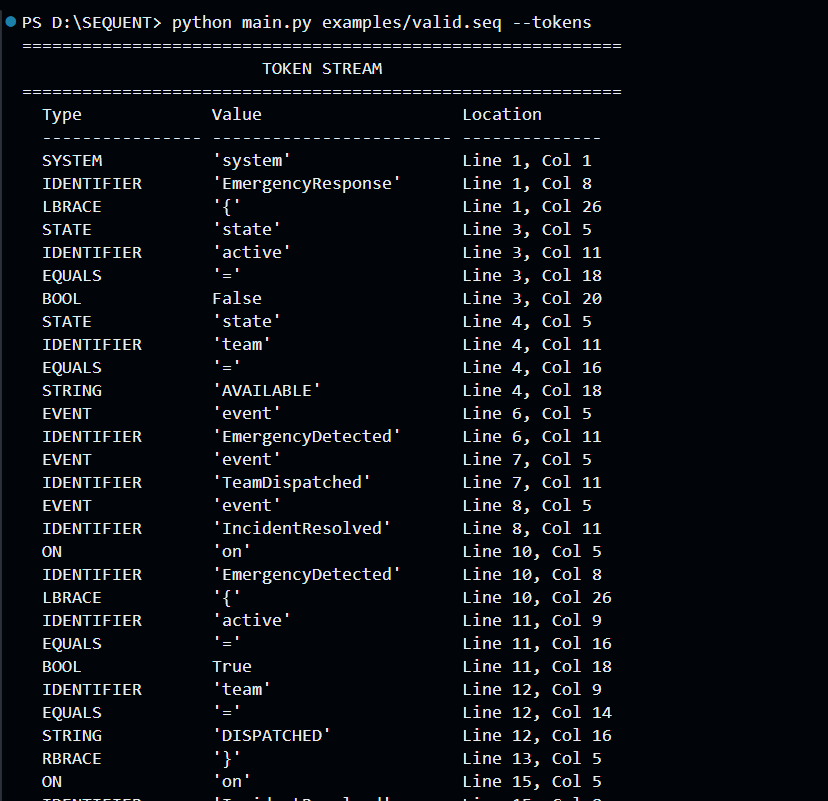 PS D:\SEQUENT> python main.py examples/valid.seq --tokens
============================================================
TOKEN STREAM
============================================================
Type Value Location
---------------- ------------------------ --------------
SYSTEM 'system' Line 1, Col 1
IDENTIFIER 'EmergencyResponse' Line 1, Col 8
LBRACE '{' Line 1, Col 26
STATE 'state' Line 3, Col 5
IDENTIFIER 'active' Line 3, Col 11
EQUALS '=' Line 3, Col 18
BOOL False Line 3, Col 20
STATE 'state' Line 4, Col 5
IDENTIFIER 'team' Line 4, Col 11
EQUALS '=' Line 4, Col 16
STRING 'AVAILABLE' Line 4, Col 18
EVENT 'event' Line 6, Col 5
IDENTIFIER 'EmergencyDetected' Line 6, Col 11
EVENT 'event' Line 7, Col 5
IDENTIFIER 'TeamDispatched' Line 7, Col 11
EVENT 'event' Line 8, Col 5
IDENTIFIER 'IncidentResolved' Line 8, Col 11
ON 'on' Line 10, Col 5
IDENTIFIER 'EmergencyDetected' Line 10, Col 8
LBRACE '{' Line 10, Col 26
IDENTIFIER 'active' Line 11, Col 9
EQUALS '=' Line 11, Col 16
BOOL True Line 11, Col 18
IDENTIFIER 'team' Line 12, Col 9
EQUALS '=' Line 12, Col 14
STRING 'DISPATCHED' Line 12, Col 16
RBRACE '}' Line 13, Col 5
ON 'on' Line 15, Col 5